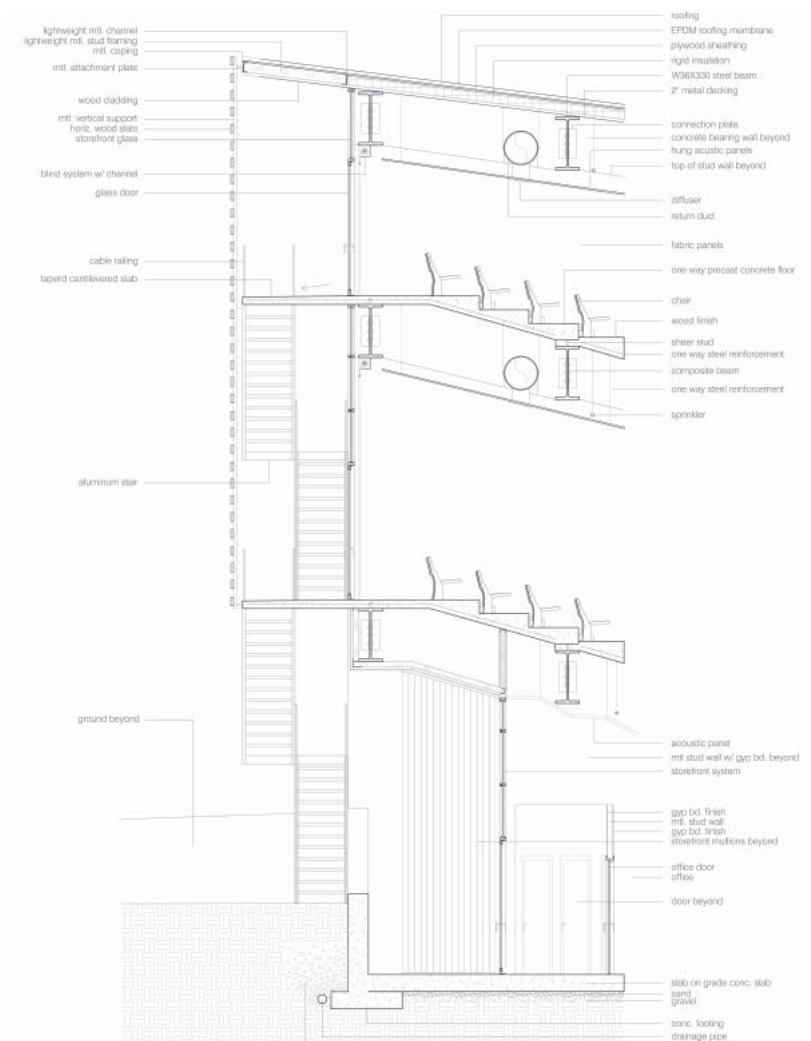 lightweight mtl. channel
lightweight mtl. stud framing
mtl. coping
mtl. attachment plate
wood cladding
mtl. vertical support
horiz. wood slats
storefront glass
blind system w/ channel
glass door
cable railing
taperd cantilevered slab
aluminum stair
ground beyond
roofing
EPDM roofing membrane
plywood sheathing
rigid insulation
W36X330 steel beam
2" metal decking
connection plate
concrete bearing wall beyond
hung acustic panels
top of stud wall beyond
diffuser
return duct
fabric panels
one way precast concrete floor
chair
wood finish
sheer stud
one way steel reinforcement
composite beam
one way steel reinforcement
sprinkler
acoustic panel
mtl stud wall w/ gyp bd. beyond
storefront system
gyp bd. finish
mtl. stud wall
gyp bd. finish
storefront mullions beyond
office door
office
door beyond
slab on grade conc. slab
sand
gravel
conc. footing
drainage pipe